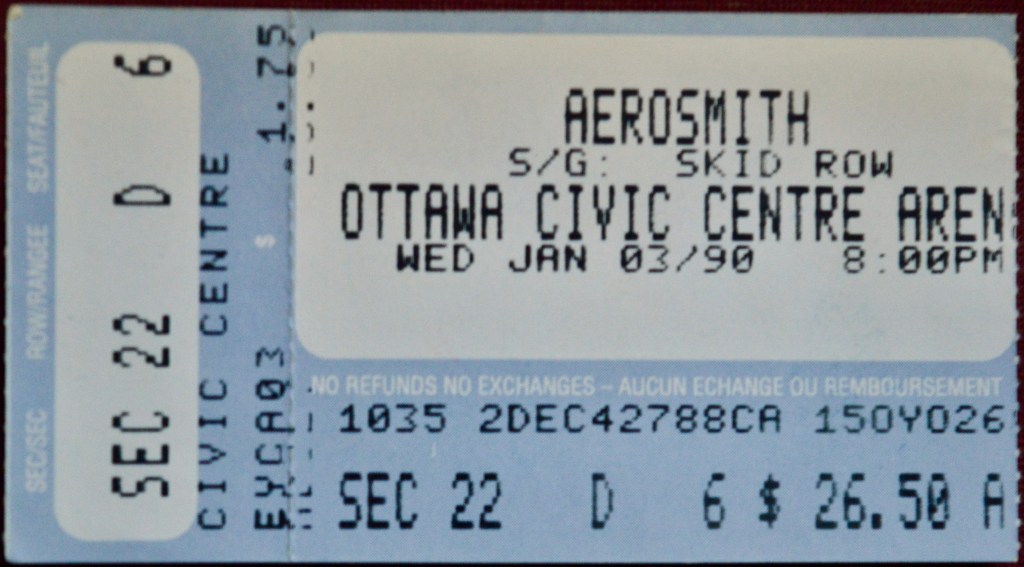 SEC/SEC ROW/RANGEE SEAT/FAUTEUIL
SEC 22 D 6
CIVIC CENTRE
EYCA03 $ 1.75
AEROSMITH
S/G: SKID ROW
OTTAWA CIVIC CENTRE AREN
WED JAN 03/90 8:00PM
NO REFUNDS NO EXCHANGES – AUCUN ECHANGE OU REMBOURSEMENT
1035 2DEC42788CA 150Y026
SEC 22 D 6 $ 26.50 A